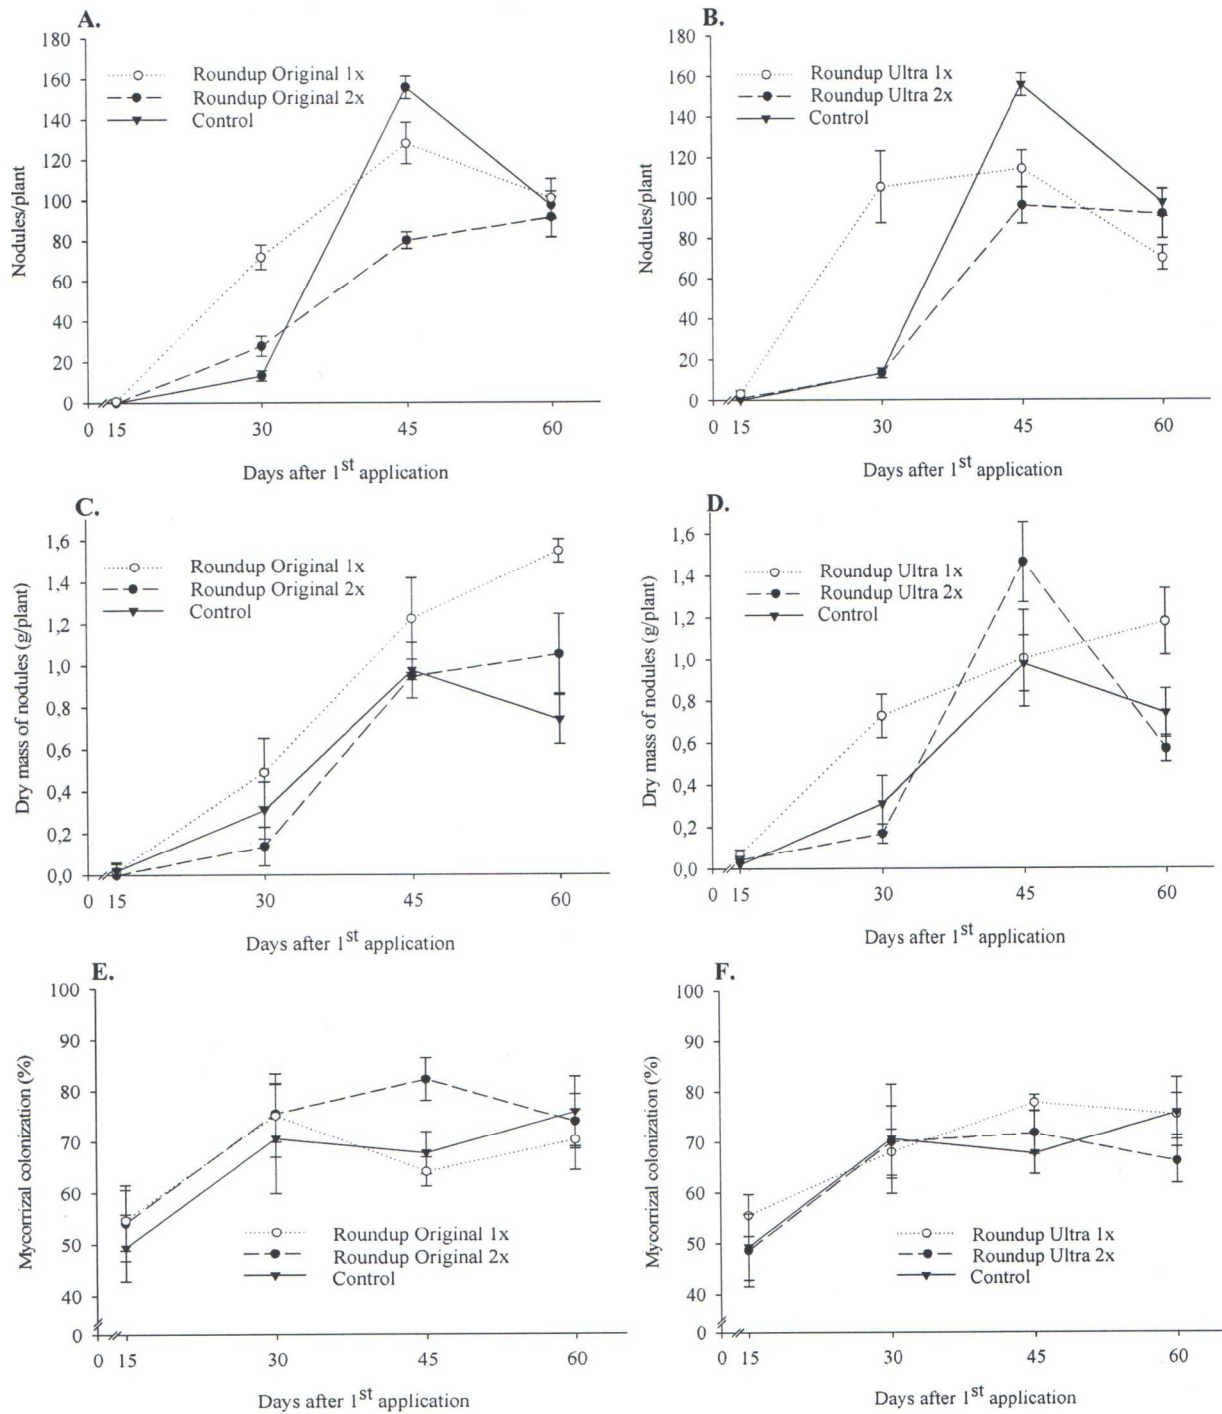 A.
180
160
140
120
100
80
60
40
20
0
Nodules/plant
Roundup Original 1x
Roundup Original 2x
Control
0 15 30 45 60
Days after 1st application
B.
180
160
140
120
100
80
60
40
20
0
Nodules/plant
Roundup Ultra 1x
Roundup Ultra 2x
Control
0 15 30 45 60
Days after 1st application
C.
1,6
1,4
1,2
1,0
0,8
0,6
0,4
0,2
0,0
Dry mass of nodules (g/plant)
Roundup Original 1x
Roundup Original 2x
Control
0 15 30 45 60
Days after 1st application
D.
1,6
1,4
1,2
1,0
0,8
0,6
0,4
0,2
0,0
Dry mass of nodules (g/plant)
Roundup Ultra 1x
Roundup Ultra 2x
Control
0 15 30 45 60
Days after 1st application
E.
100
90
80
70
60
50
40
0
Mycorrizal colonization (%)
Roundup Original 1x
Roundup Original 2x
Control
0 15 30 45 60
Days after 1st application
F.
100
90
80
70
60
50
40
0
Mycorrizal colonization (%)
Roundup Ultra 1x
Roundup Ultra 2x
Control
0 15 30 45 60
Days after 1st application